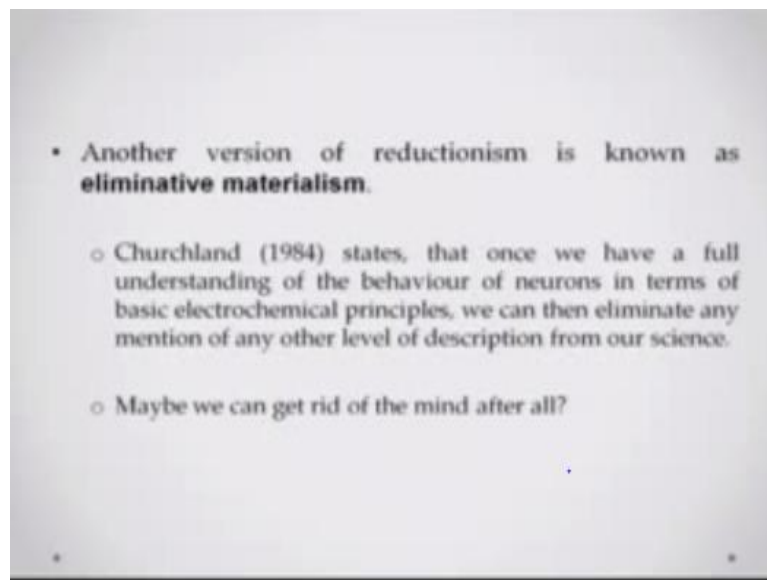 • Another version of reductionism is known as
eliminative materialism.
o Churchland (1984) states, that once we have a full
understanding of the behaviour of neurons in terms of
basic electrochemical principles, we can then eliminate any
mention of any other level of description from our science.
o Maybe we can get rid of the mind after all?